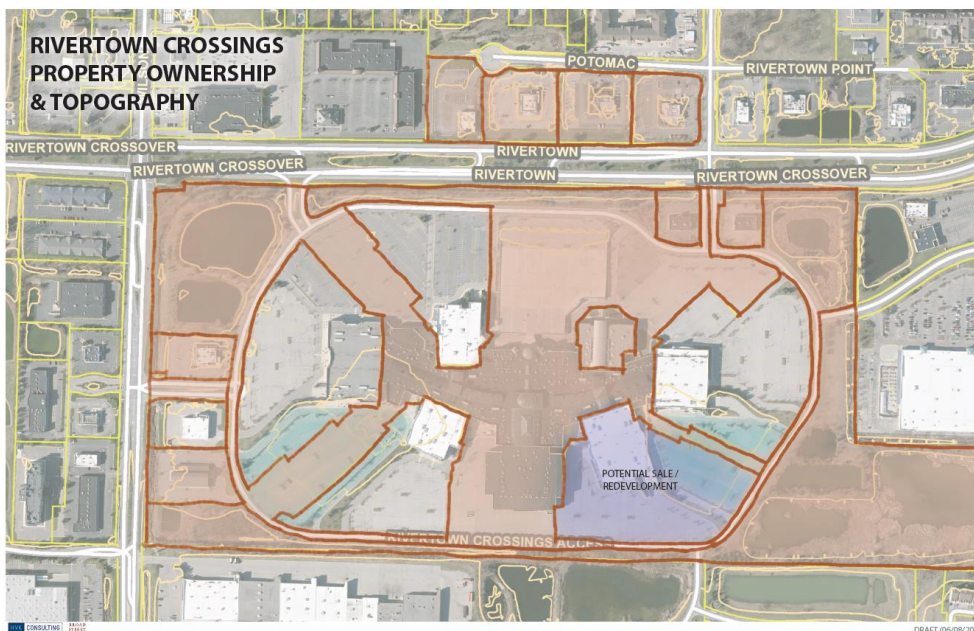 RIVERTOWN CROSSINGS
PROPERTY OWNERSHIP
& TOPOGRAPHY
POTOMAC
RIVERTOWN POINT
RIVERTOWN CROSSOVER
RIVERTOWN
RIVERTOWN CROSSOVER
RIVERTOWN
RIVERTOWN CROSSOVER
POTENTIAL SALE /
REDEVELOPMENT
RIVERTOWN CROSSINGS ACCESS
CONSULTING